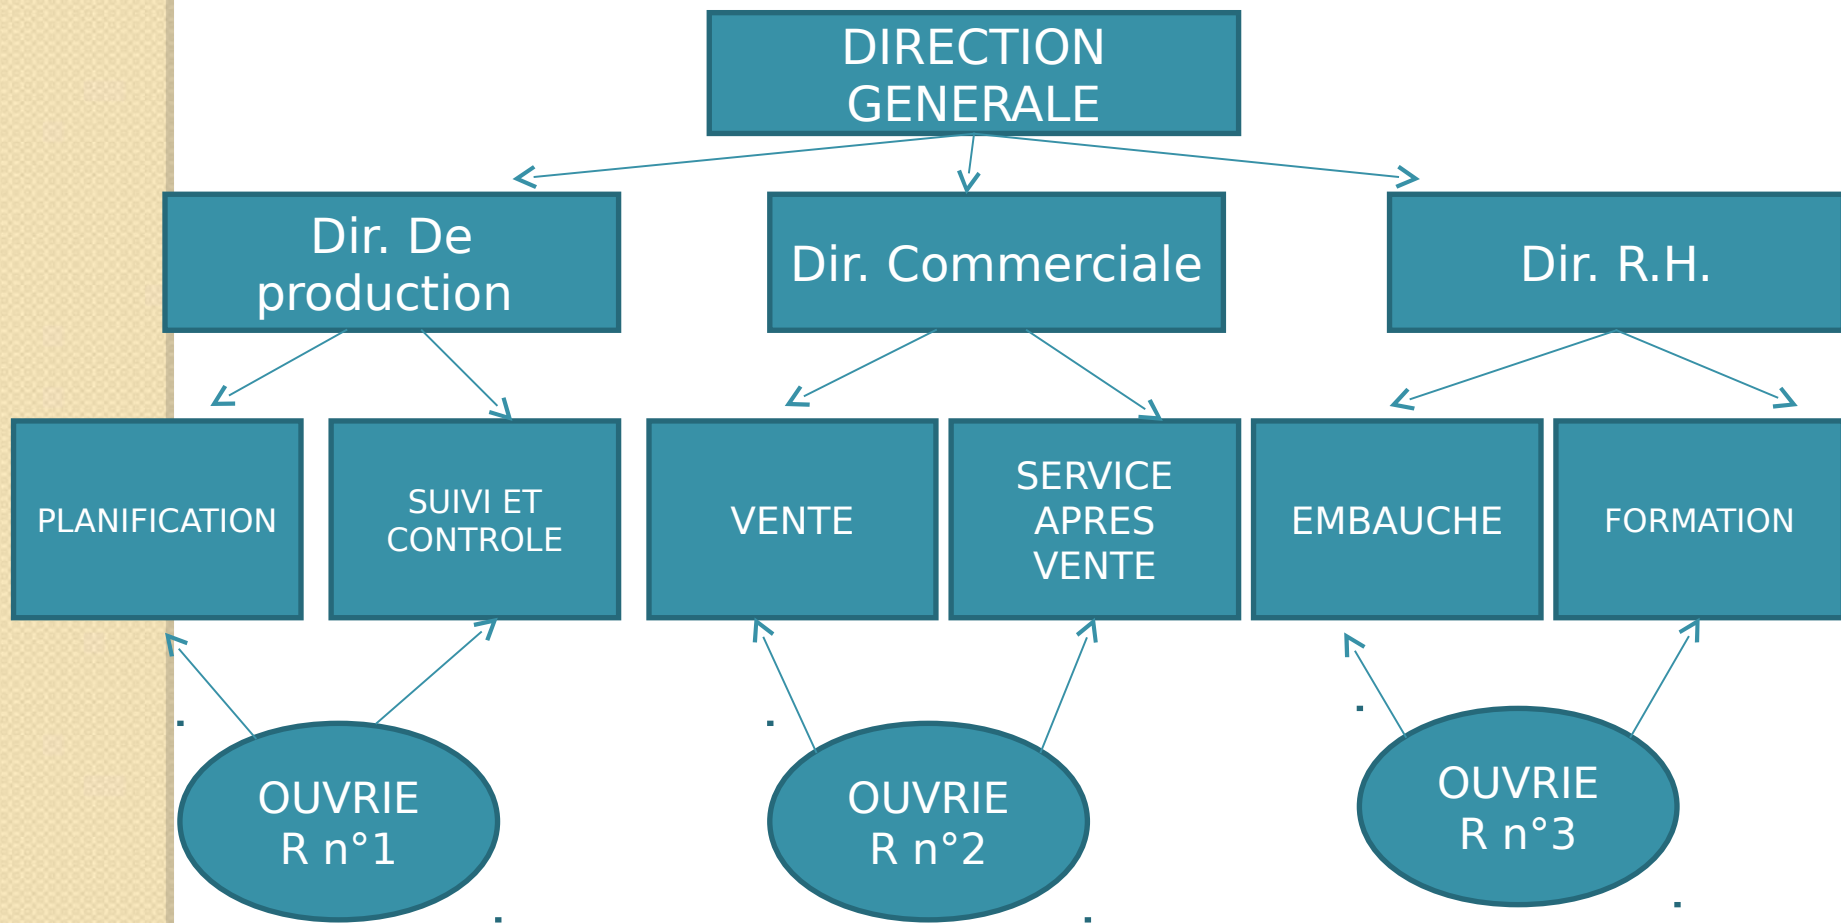 DIRECTION
GENERALE
Dir. De
production
Dir. Commerciale
Dir. R.H.
PLANIFICATION
SUIVI ET
CONTROLE
VENTE
SERVICE
APRES
VENTE
EMBAUCHE
FORMATION
OUVRIE
R n°1
OUVRIE
R n°2
OUVRIE
R n°3